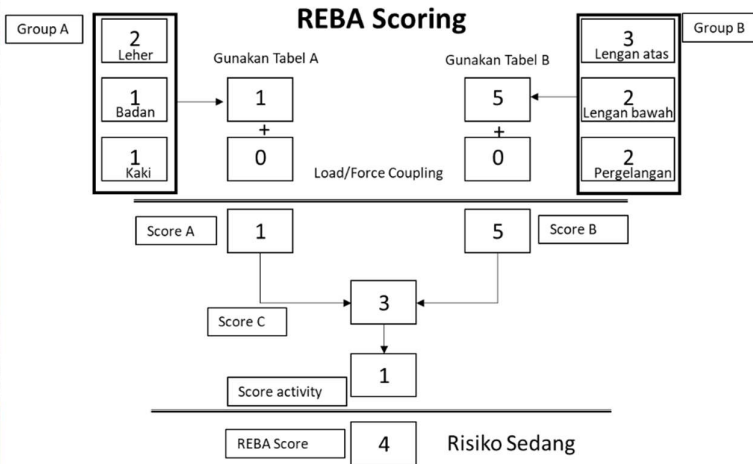 REBA Scoring
Group A
2
Leher
1
Badan
1
Kaki
Gunakan Tabel A
1
+
0
Load/Force Coupling
Gunakan Tabel B
5
+
0
Group B
3
Lengan atas
2
Lengan bawah
2
Pergelangan
Score A
1
5
Score B
3
Score C
1
Score activity
REBA Score
4
Risiko Sedang